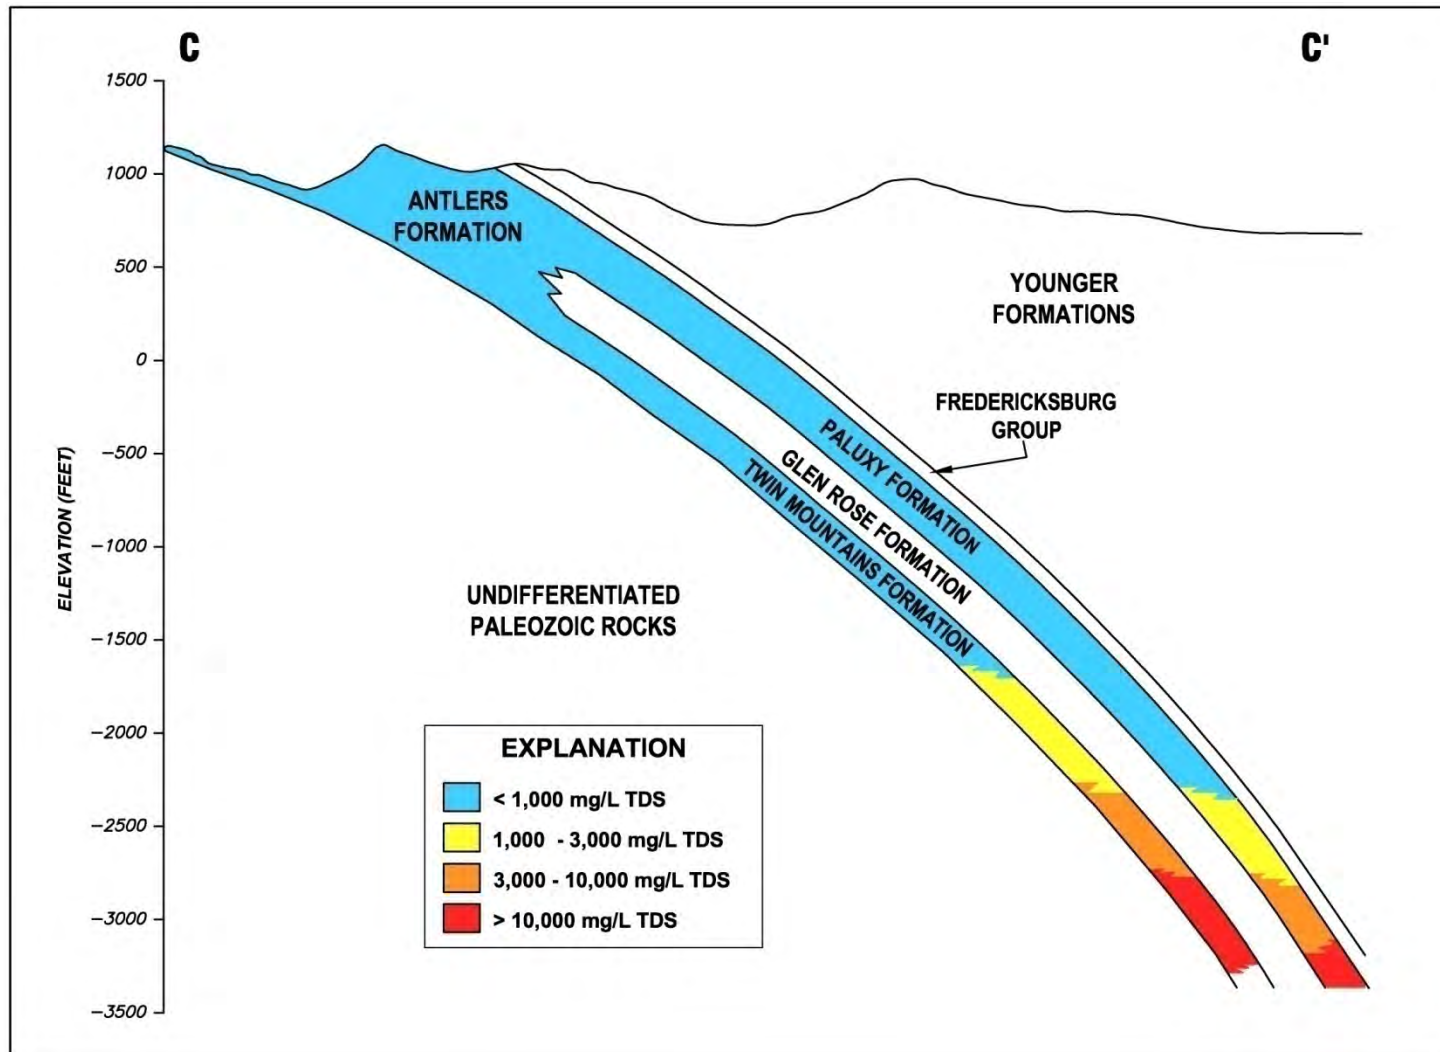 C
C'
1500
1000
500
0
−500
−1000
−1500
−2000
−2500
−3000
−3500
ELEVATION (FEET)
ANTLERS
FORMATION
YOUNGER
FORMATIONS
FREDERICKSBURG
GROUP
PALUXY FORMATION
GLEN ROSE FORMATION
TWIN MOUNTAINS FORMATION
UNDIFFERENTIATED
PALEOZOIC ROCKS
EXPLANATION
< 1,000 mg/L TDS
1,000 - 3,000 mg/L TDS
3,000 - 10,000 mg/L TDS
> 10,000 mg/L TDS